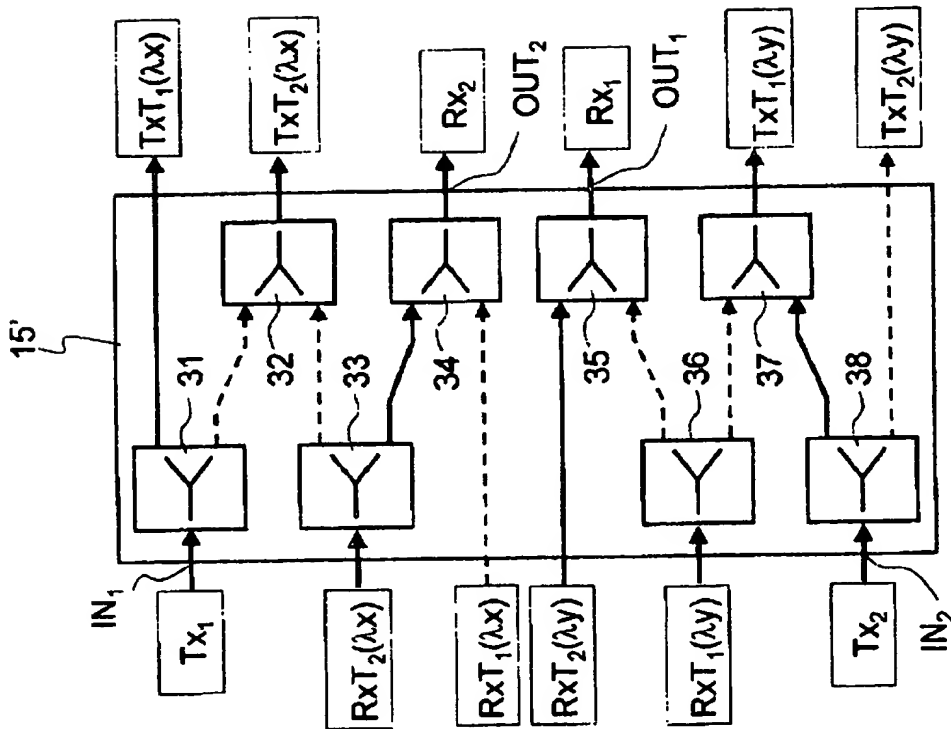 15'
IN₁
Tx₁
RxT₂(λx)
RxT₁(λx)
RxT₂(λy)
RxT₁(λy)
Tx₂
IN₂
31
32
33
34
35
36
37
38
TxT₁(λx)
TxT₂(λx)
Rx₂
OUT₂
Rx₁
OUT₁
TxT₁(λy)
TxT₂(λy)